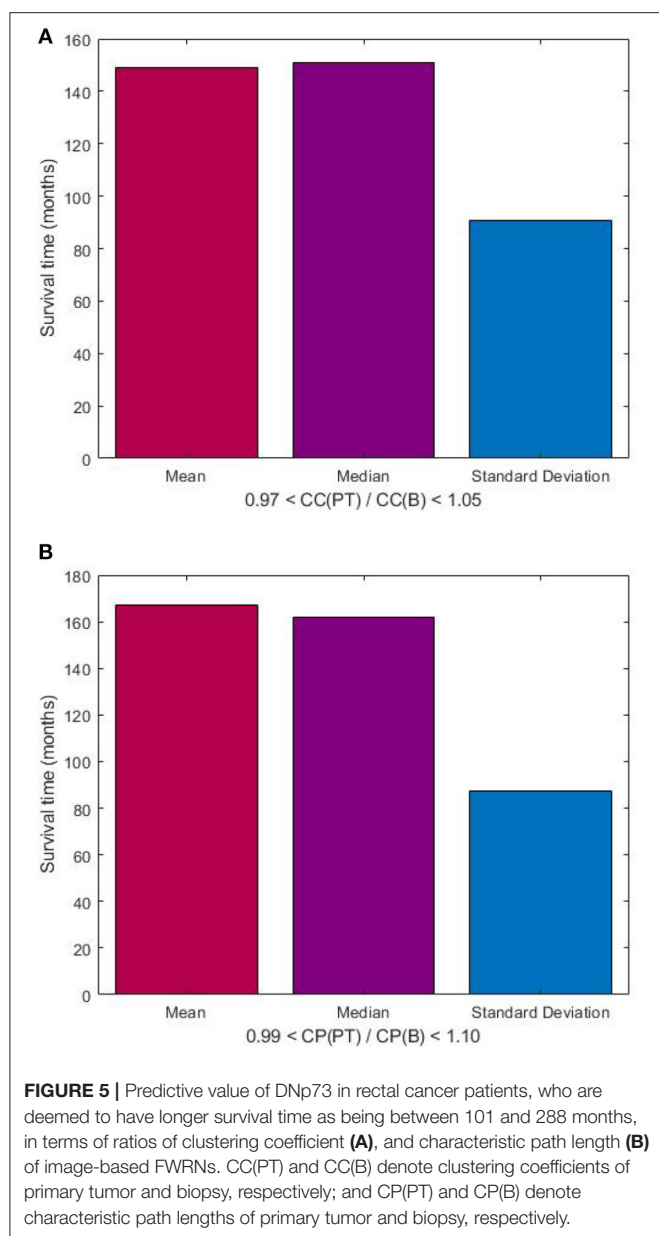 A
160
140
120
100
80
60
40
20
0
Survival time (months)
Mean Median Standard Deviation
0.97 < CC(PT) / CC(B) < 1.05
B
180
160
140
120
100
80
60
40
20
0
Survival time (months)
Mean Median Standard Deviation
0.99 < CP(PT) / CP(B) < 1.10
FIGURE 5 | Predictive value of DNp73 in rectal cancer patients, who are
deemed to have longer survival time as being between 101 and 288 months,
in terms of ratios of clustering coefficient (A), and characteristic path length (B)
of image-based FWRNs. CC(PT) and CC(B) denote clustering coefficients of
primary tumor and biopsy, respectively; and CP(PT) and CP(B) denote
characteristic path lengths of primary tumor and biopsy, respectively.